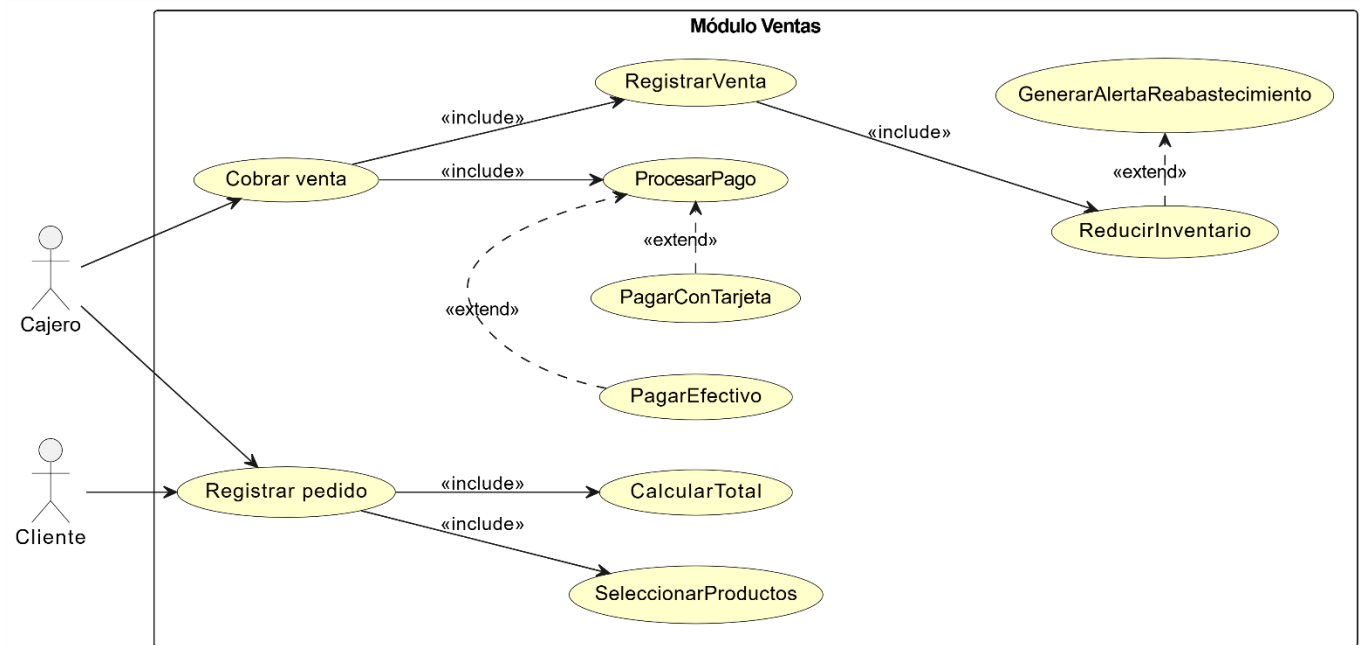 Módulo Ventas
RegistrarVenta
GenerarAlertaReabastecimiento
«include»
«include»
Cobrar venta
«include»
ProcesarPago
«extend»
ReducirInventario
«extend»
PagarConTarjeta
«extend»
Cajero
PagarEfectivo
Registrar pedido
«include»
CalcularTotal
«include»
Cliente
SeleccionarProductos